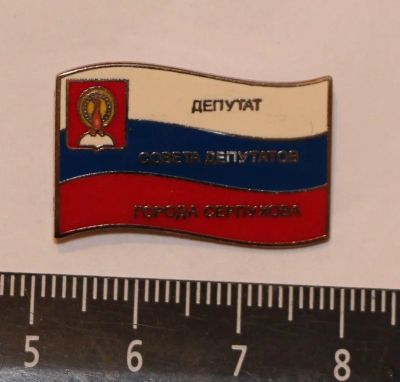 ДЕПУТАТ
СОВЕТА ДЕПУТАТОВ
ГОРОДА СЕРПУХОВА
5 6 7 8